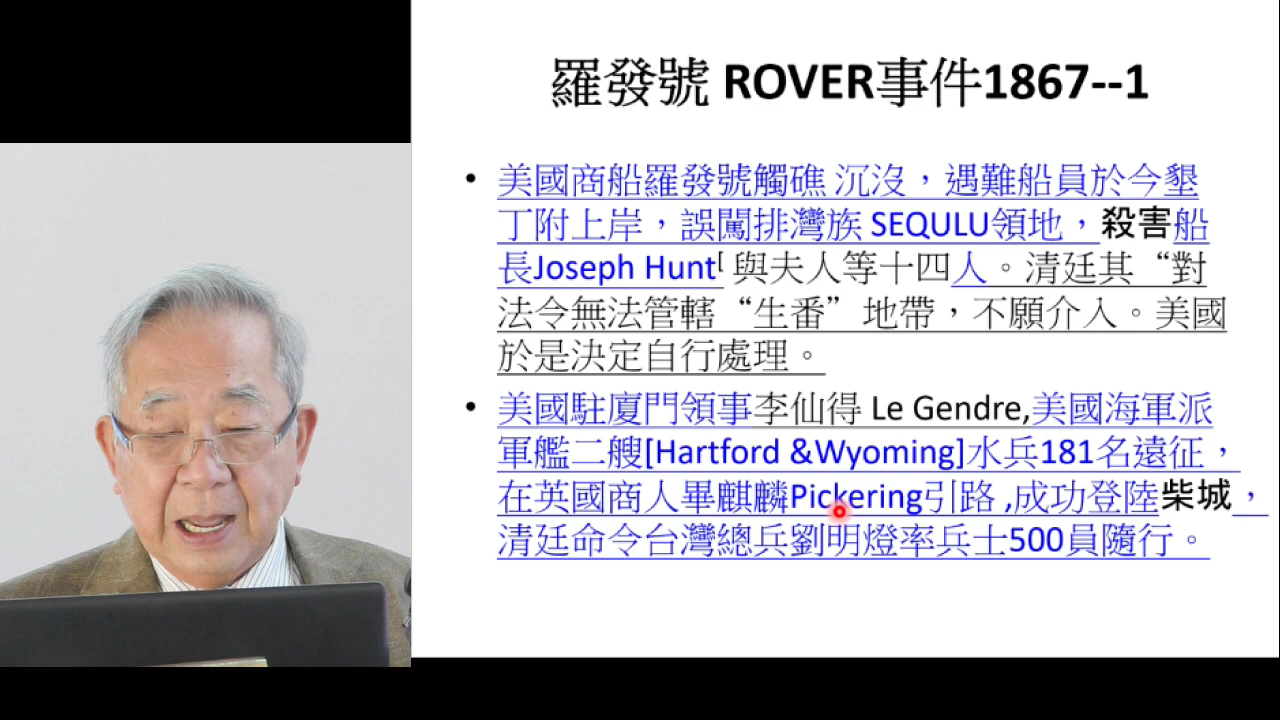 羅發號 ROVER事件1867--1
• 美國商船羅發號觸礁 沉沒，遇難船員於今墾
丁附上岸，誤闖排灣族 SEQULU領地，殺害船
長Joseph Hunt[ 與夫人等十四人。清廷其“對
法令無法管轄“生番”地帶，不願介入。美國
於是決定自行處理。
• 美國駐廈門領事李仙得 Le Gendre,美國海軍派
軍艦二艘[Hartford &Wyoming]水兵181名遠征，
在英國商人畢麒麟Pickering引路 ,成功登陸柴城，
清廷命令台灣總兵劉明燈率兵士500員隨行。